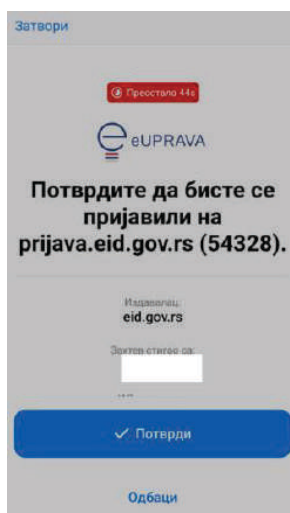 Затвори
Преостало 44s
eUPRAVA
Потврдите да бисте се
пријавили на
prijava.eid.gov.rs (54328).
Издавалац:
eid.gov.rs
Захтев стигао са:
Потврди
Одбаци